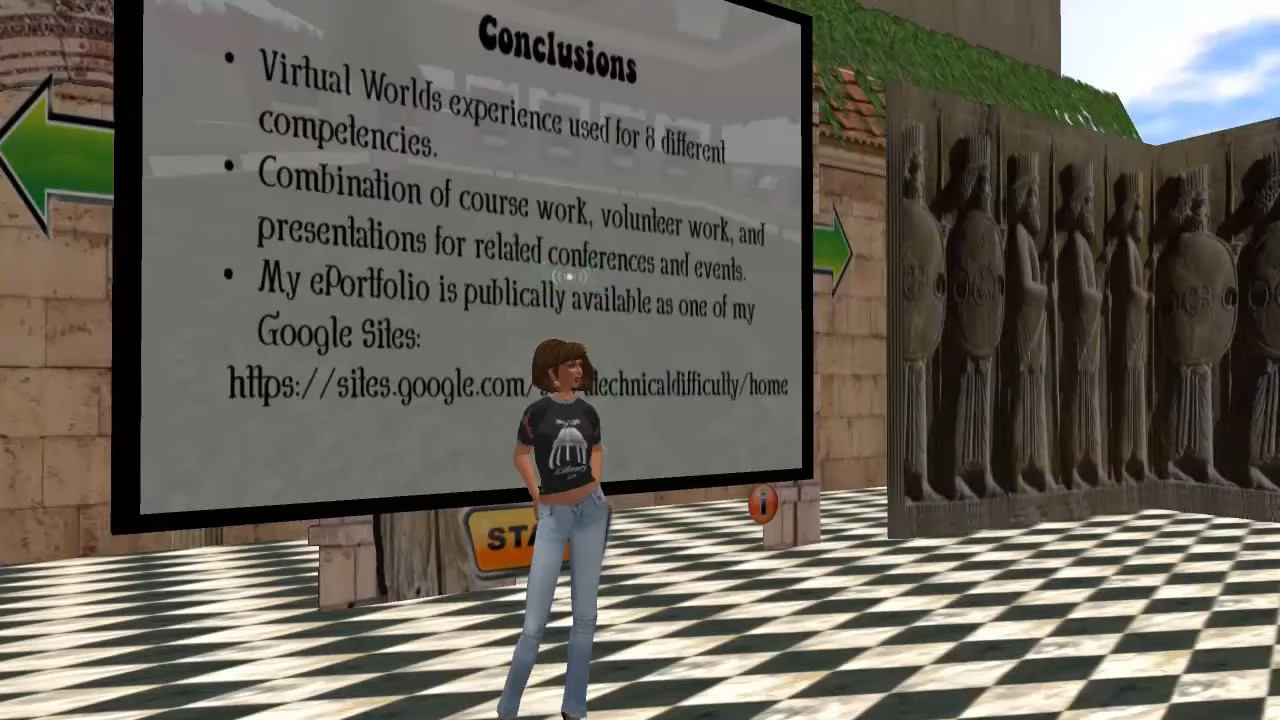 Conclusions
• Virtual Worlds experience used for 8 different
competencies.
• Combination of course work, volunteer work, and
presentations for related conferences and events.
• My ePortfolio is publically available as one of my
Google Sites:
https://sites.google.com/ technicaldifficulty/home
Library
STA
i